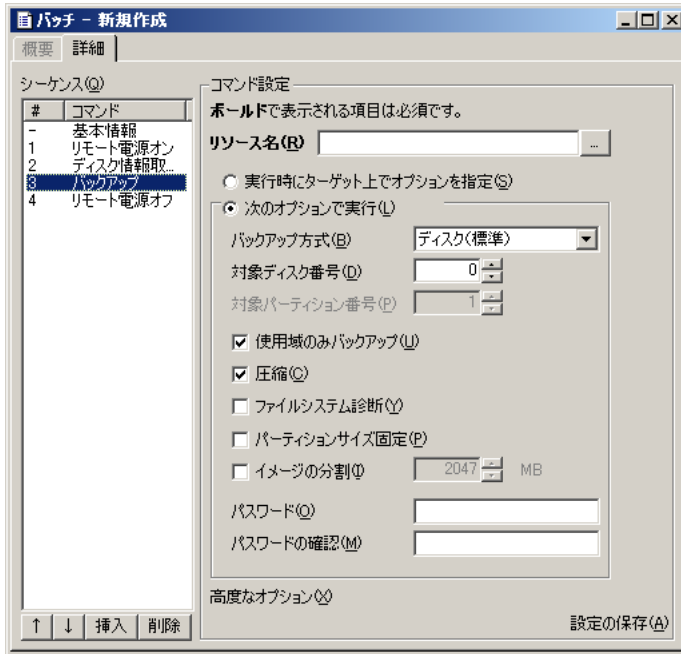 バッチ - 新規作成
概要 詳細
シーケンス(Q)
# コマンド
- 基本情報
1 リモート電源オン
2 ディスク情報取...
3 バックアップ
4 リモート電源オフ
↑ ↓ 挿入 削除
コマンド設定
ボールドで表示される項目は必須です。
リソース名(R) ...
実行時にターゲット上でオプションを指定(S)
次のオプションで実行(L)
バックアップ方式(B) ディスク(標準)
対象ディスク番号(D) 0
対象パーティション番号(P) 1
使用域のみバックアップ(U)
圧縮(C)
ファイルシステム診断(Y)
パーティションサイズ固定(P)
イメージの分割(I) 2047 MB
パスワード(O)
パスワードの確認(M)
高度なオプション(X)
設定の保存(A)